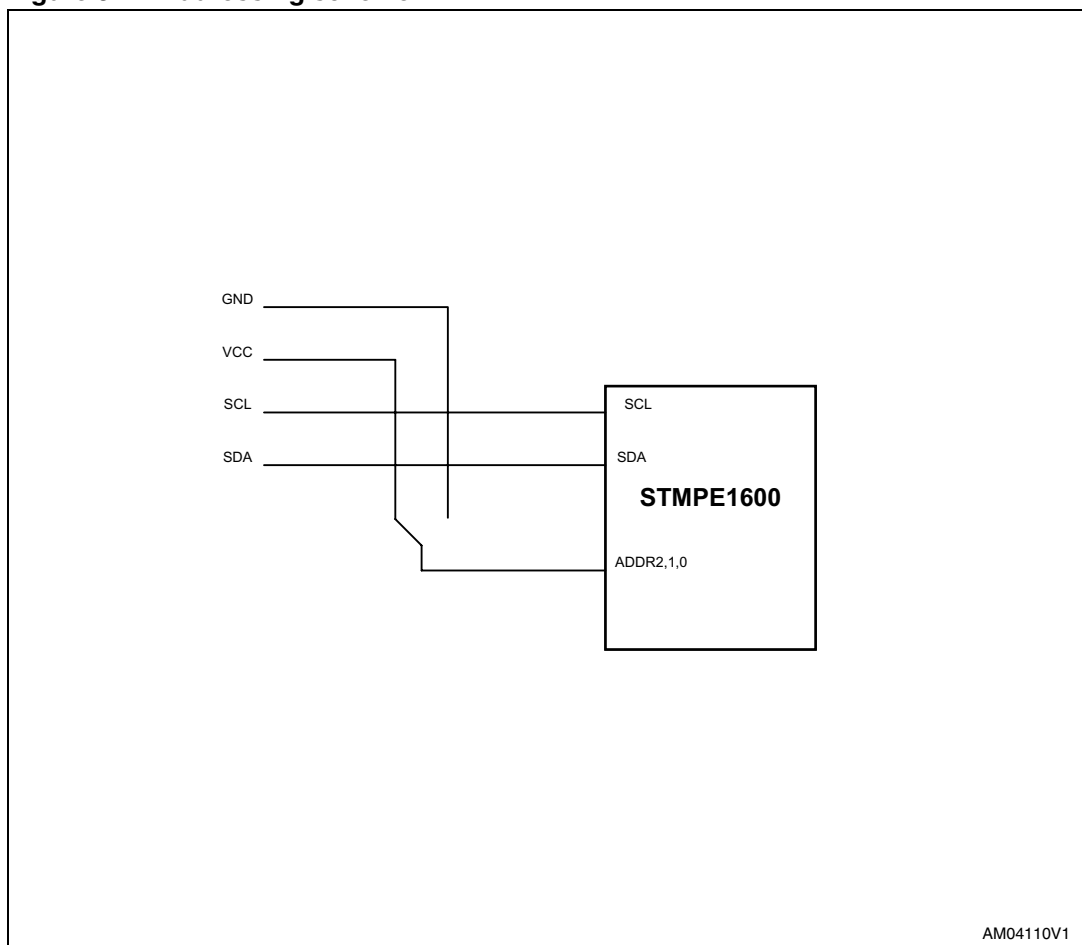 GND
VCC
SCL
SCL
SDA
SDA
STMPE1600
ADDR2,1,0
AM04110V1